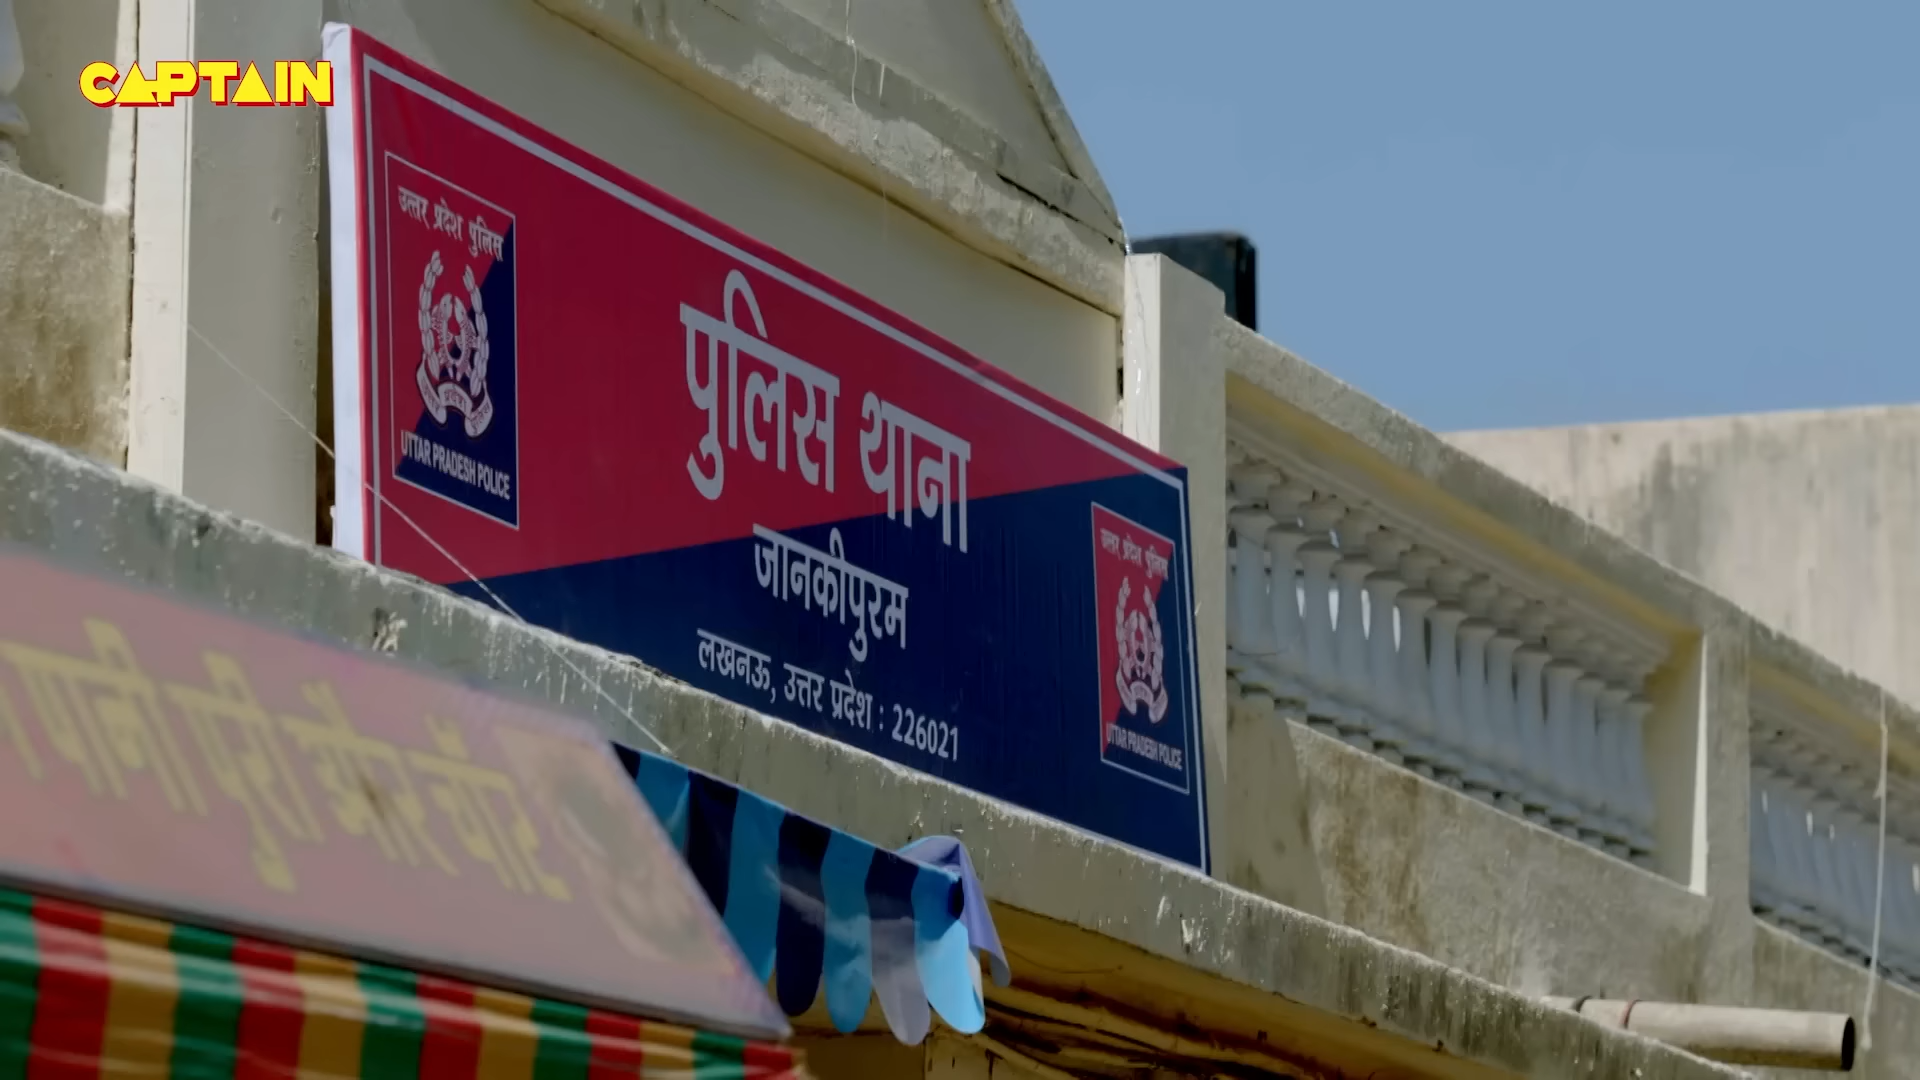 CAPTAIN
उत्तर प्रदेश पुलिस
UTTAR PRADESH POLICE
पुलिस थाना
जानकीपुरम
लखनऊ, उत्तर प्रदेश : 226021
उत्तर प्रदेश पुलिस
UTTAR PRADESH POLICE
पानी पूरी और चाट